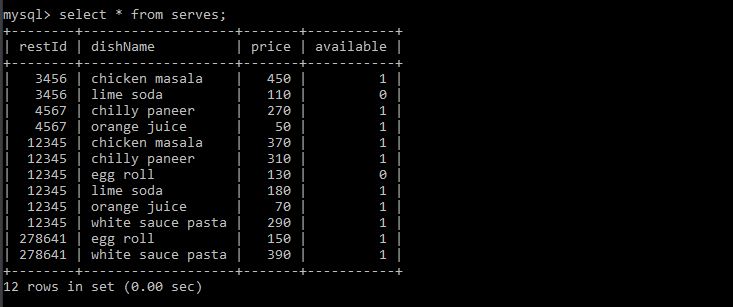 mysql> select * from serves;
+--------+-------------------+-------+-----------+
| restId | dishName          | price | available |
+--------+-------------------+-------+-----------+
|   3456 | chicken masala    |   450 |         1 |
|   3456 | lime soda         |   110 |         0 |
|   4567 | chilly paneer     |   270 |         1 |
|   4567 | orange juice      |    50 |         1 |
|  12345 | chicken masala    |   370 |         1 |
|  12345 | chilly paneer     |   310 |         1 |
|  12345 | egg roll          |   130 |         0 |
|  12345 | lime soda         |   180 |         1 |
|  12345 | orange juice      |    70 |         1 |
|  12345 | white sauce pasta |   290 |         1 |
| 278641 | egg roll          |   150 |         1 |
| 278641 | white sauce pasta |   390 |         1 |
+--------+-------------------+-------+-----------+
12 rows in set (0.00 sec)